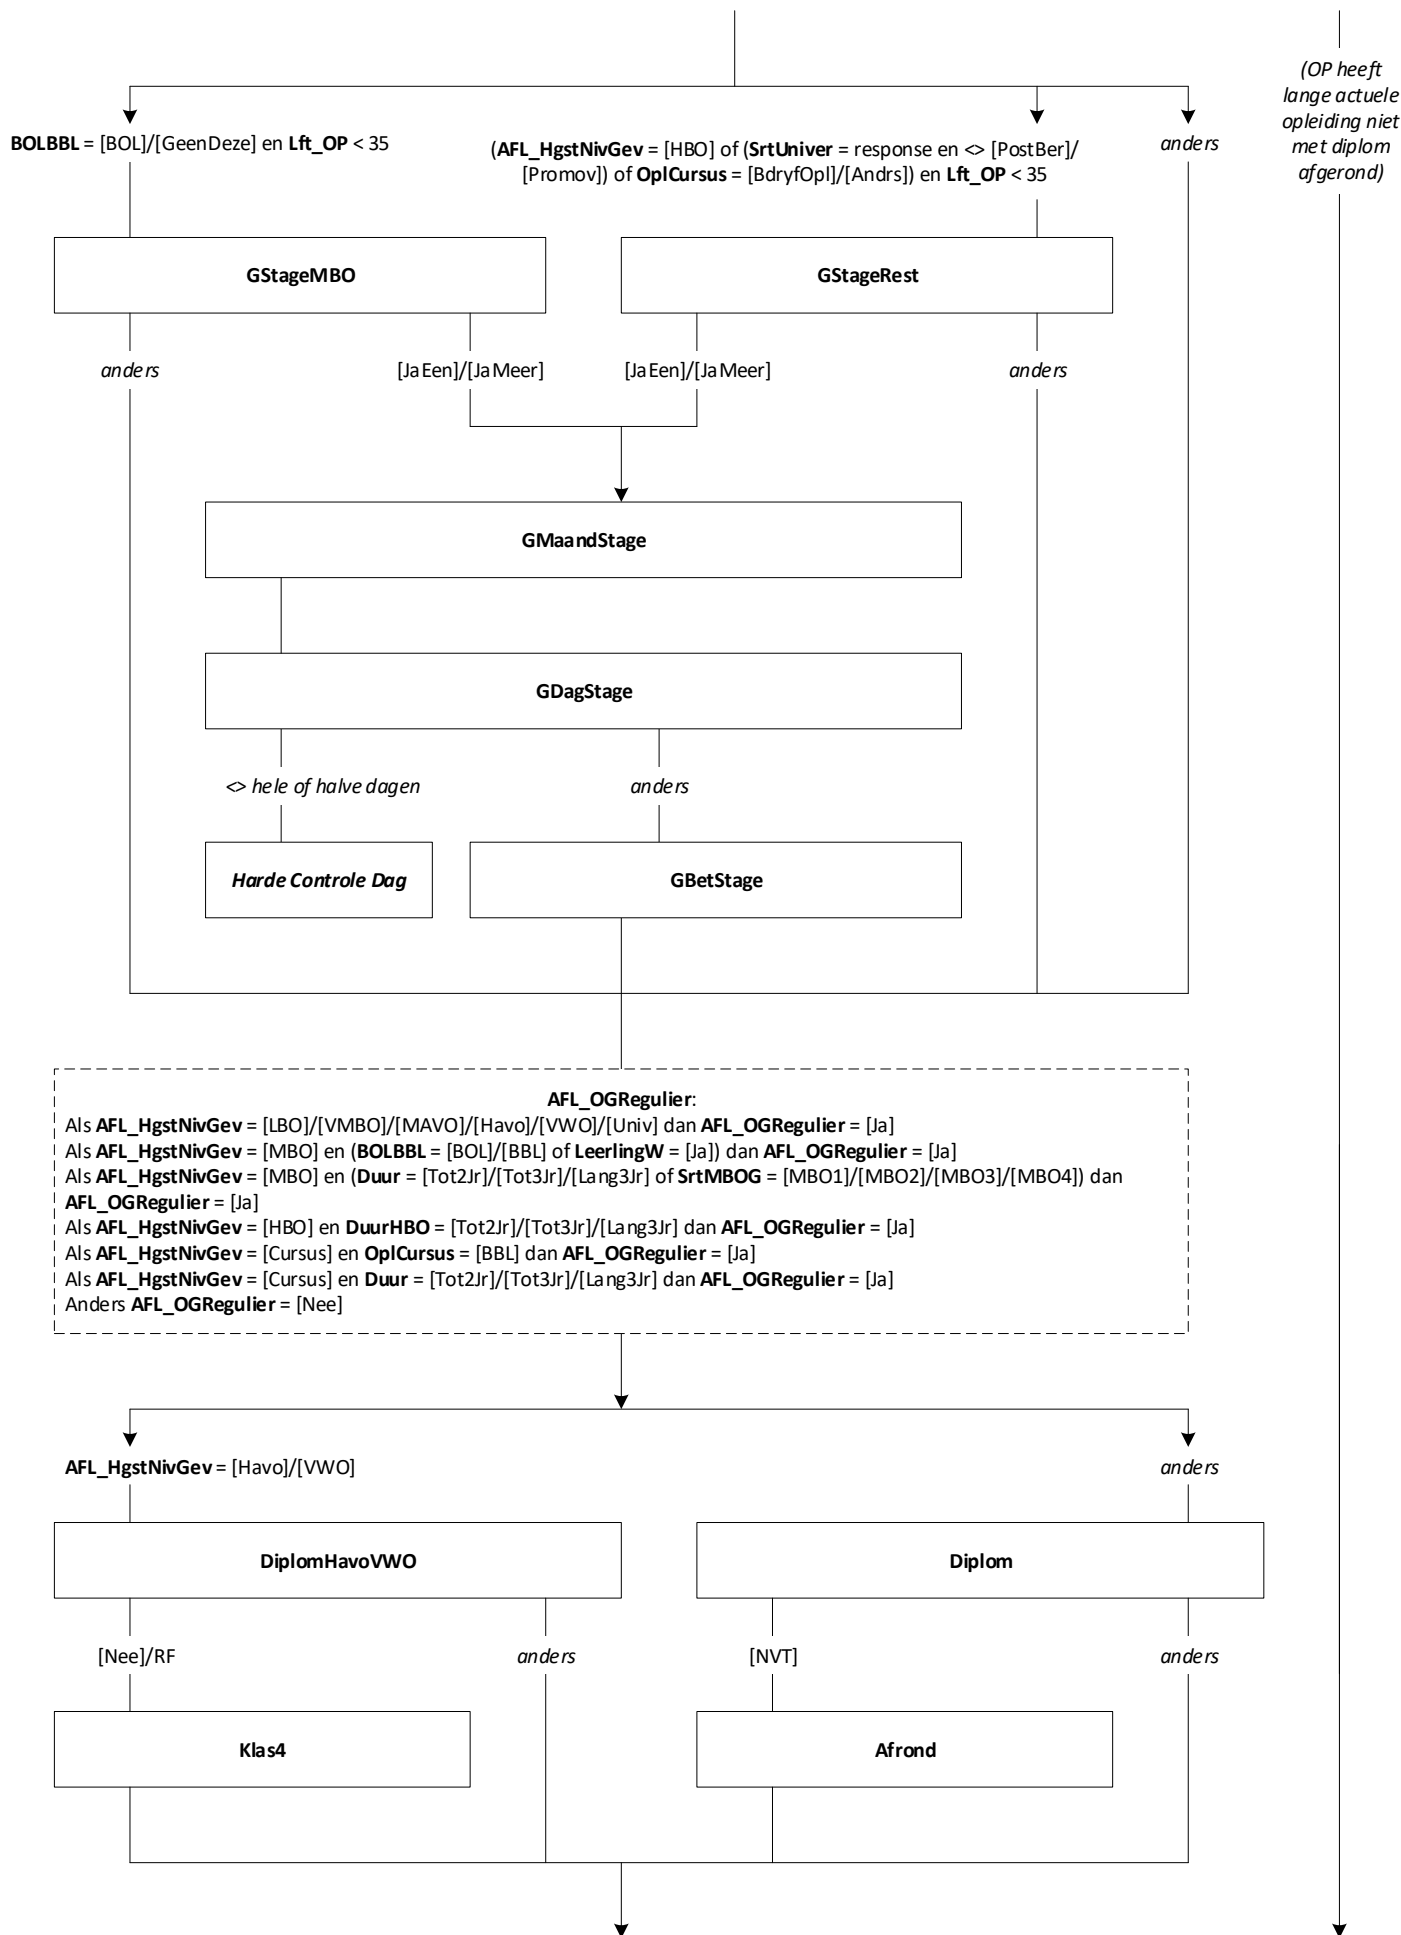 (OP heeft
lange actuele
opleiding niet
met diplom
afgerond)
BOLBBL = [BOL]/[GeenDeze] en Lft_OP < 35
(AFL_HgstNivGev = [HBO] of (SrtUniver = response en <> [PostBer]/
[Promov]) of OplCursus = [BdryfOpl]/[Andrs]) en Lft_OP < 35
anders
GStageMBO
GStageRest
anders
[JaEen]/[JaMeer]
[JaEen]/[JaMeer]
anders
GMaandStage
GDagStage
<> hele of halve dagen
anders
Harde Controle Dag
GBetStage
AFL_OGRegulier:
Als AFL_HgstNivGev = [LBO]/[VMBO]/[MAVO]/[Havo]/[VWO]/[Univ] dan AFL_OGRegulier = [Ja]
Als AFL_HgstNivGev = [MBO] en (BOLBBL = [BOL]/[BBL] of LeerlingW = [Ja]) dan AFL_OGRegulier = [Ja]
Als AFL_HgstNivGev = [MBO] en (Duur = [Tot2Jr]/[Tot3Jr]/[Lang3Jr] of SrtMBOG = [MBO1]/[MBO2]/[MBO3]/[MBO4]) dan
AFL_OGRegulier = [Ja]
Als AFL_HgstNivGev = [HBO] en DuurHBO = [Tot2Jr]/[Tot3Jr]/[Lang3Jr] dan AFL_OGRegulier = [Ja]
Als AFL_HgstNivGev = [Cursus] en OplCursus = [BBL] dan AFL_OGRegulier = [Ja]
Als AFL_HgstNivGev = [Cursus] en Duur = [Tot2Jr]/[Tot3Jr]/[Lang3Jr] dan AFL_OGRegulier = [Ja]
Anders AFL_OGRegulier = [Nee]
AFL_HgstNivGev = [Havo]/[VWO]
anders
DiplomHavoVWO
Diplom
[Nee]/RF
anders
[NVT]
anders
Klas4
Afrond